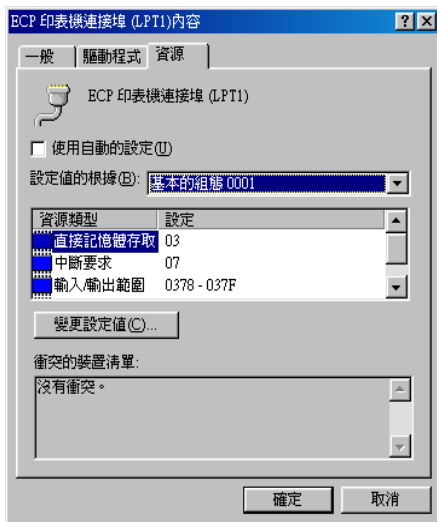 ECP 印表機連接埠 (LPT1)內容
一般 驅動程式 資源
ECP 印表機連接埠 (LPT1)
使用自動的設定(U)
設定值的根據(B): 基本的組態 0001
資源類型 設定
直接記憶體存取 03
中斷要求 07
輸入/輸出範圍 0378 - 037F
變更設定值(C)...
衝突的裝置清單:
沒有衝突。
確定 取消